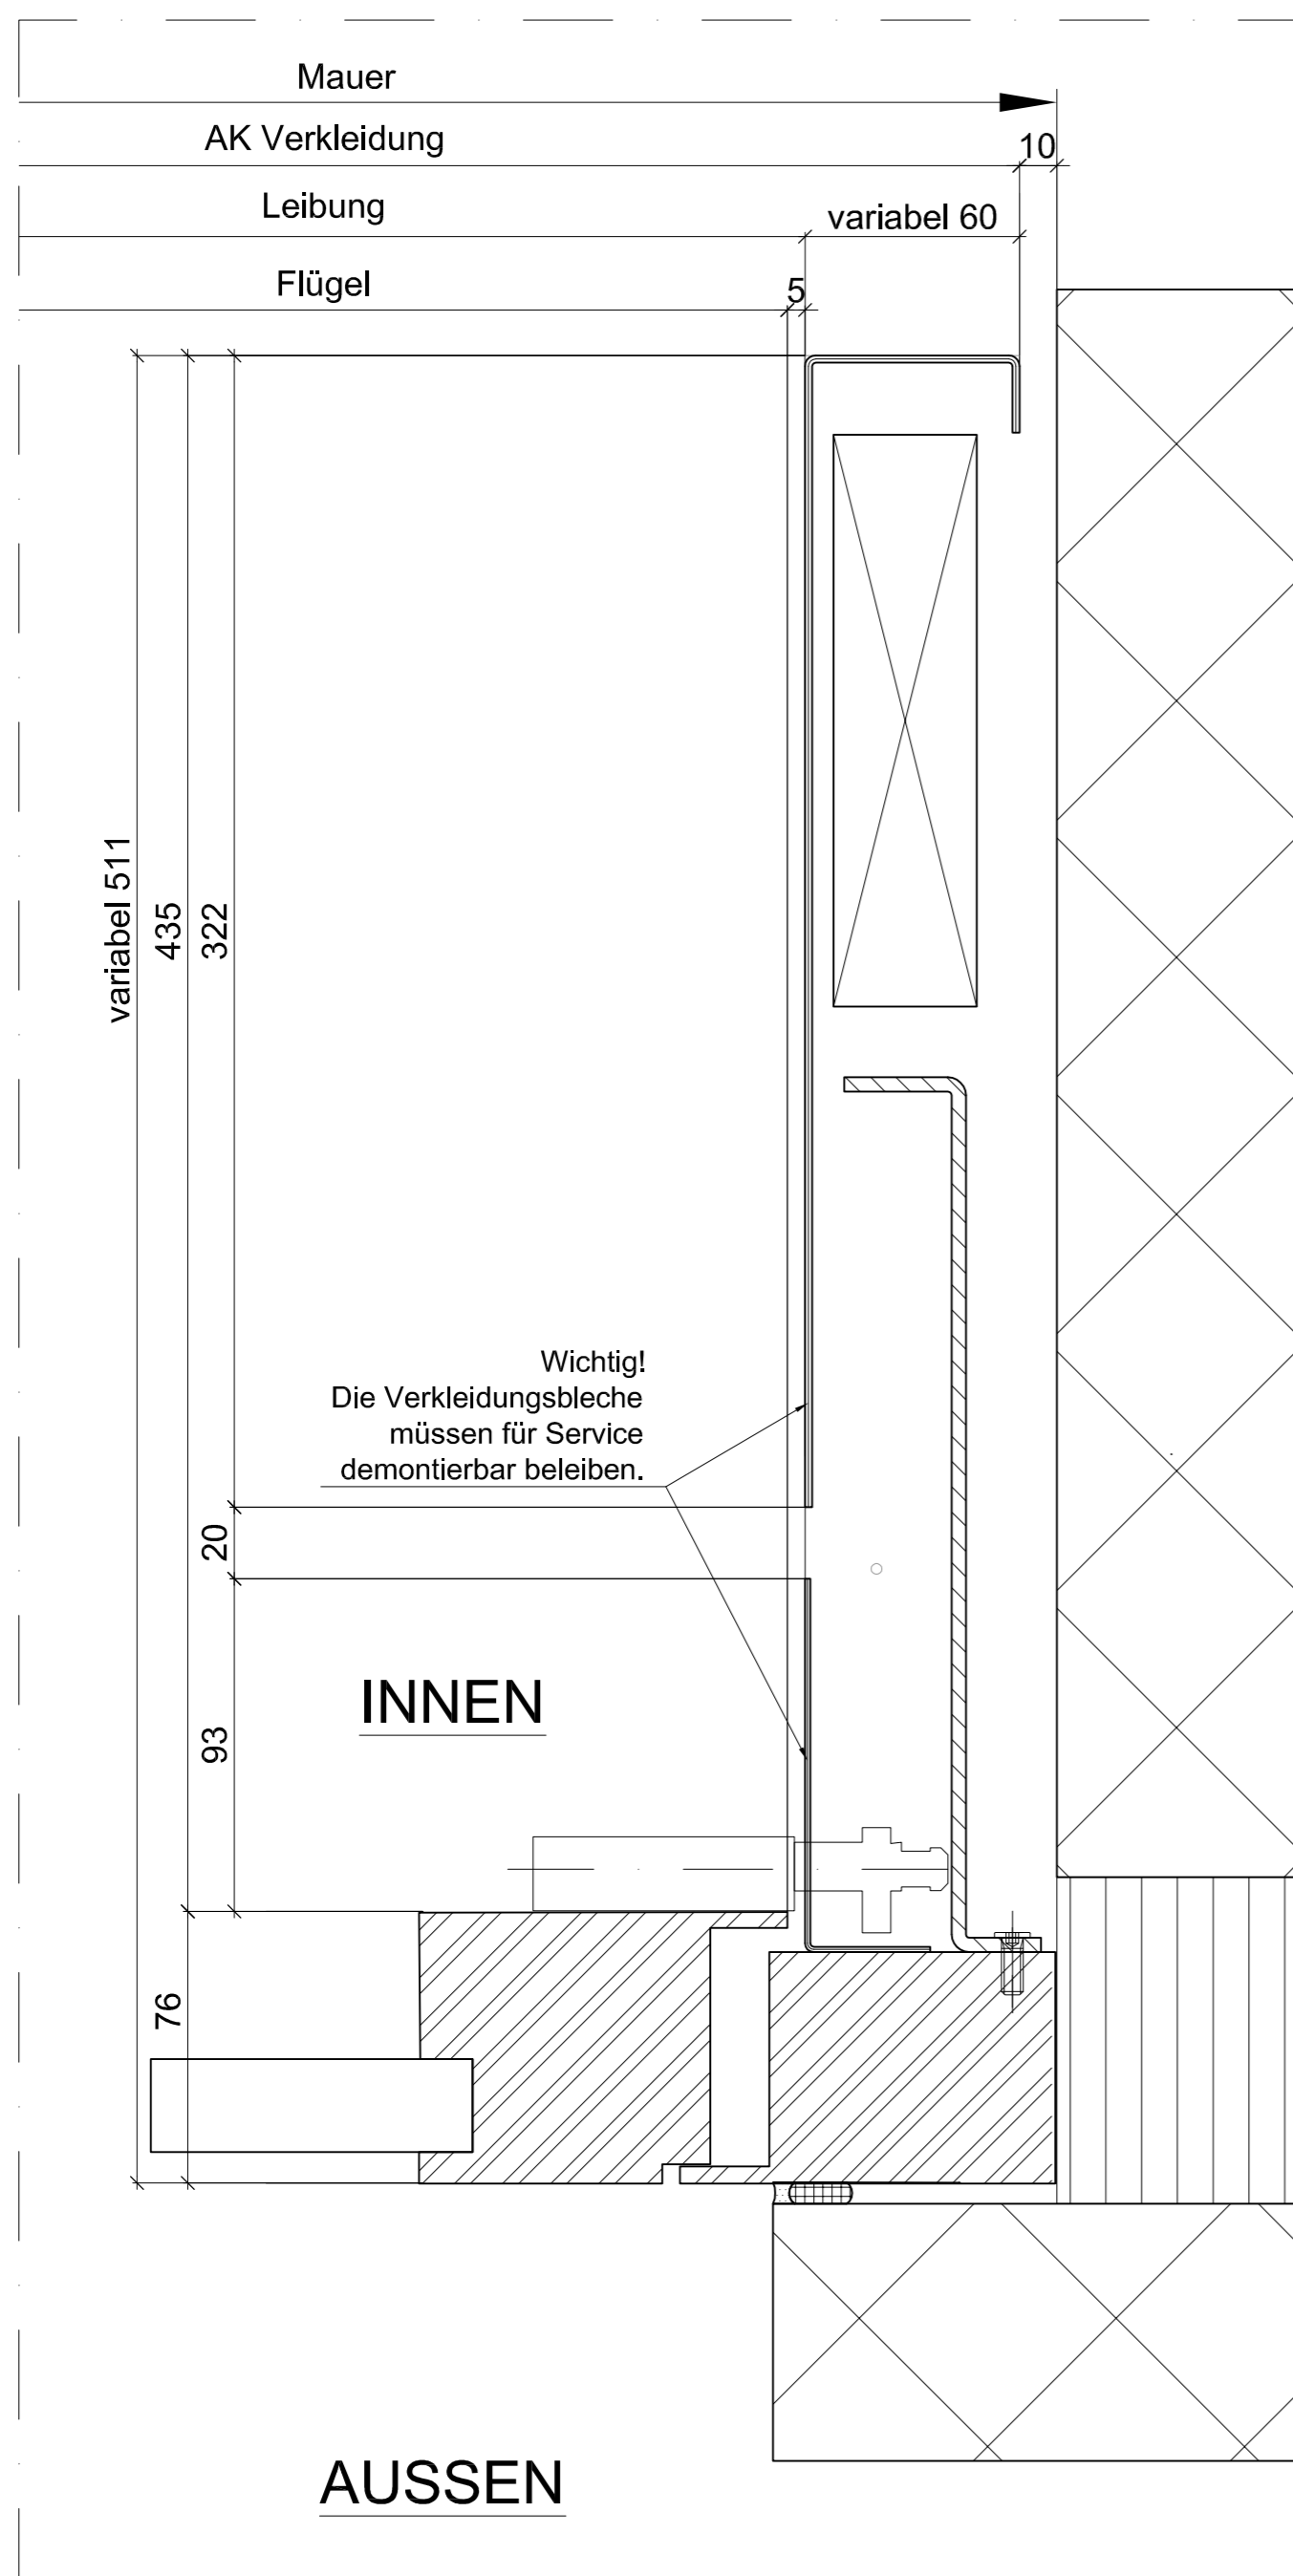 Mauer
AK Verkleidung
10
Leibung
variabel 60
Flügel
5
variabel 511
435
322
Wichtig!
Die Verkleidungsbleche
müssen für Service
demontierbar beleiben.
20
INNEN
93
76
AUSSEN